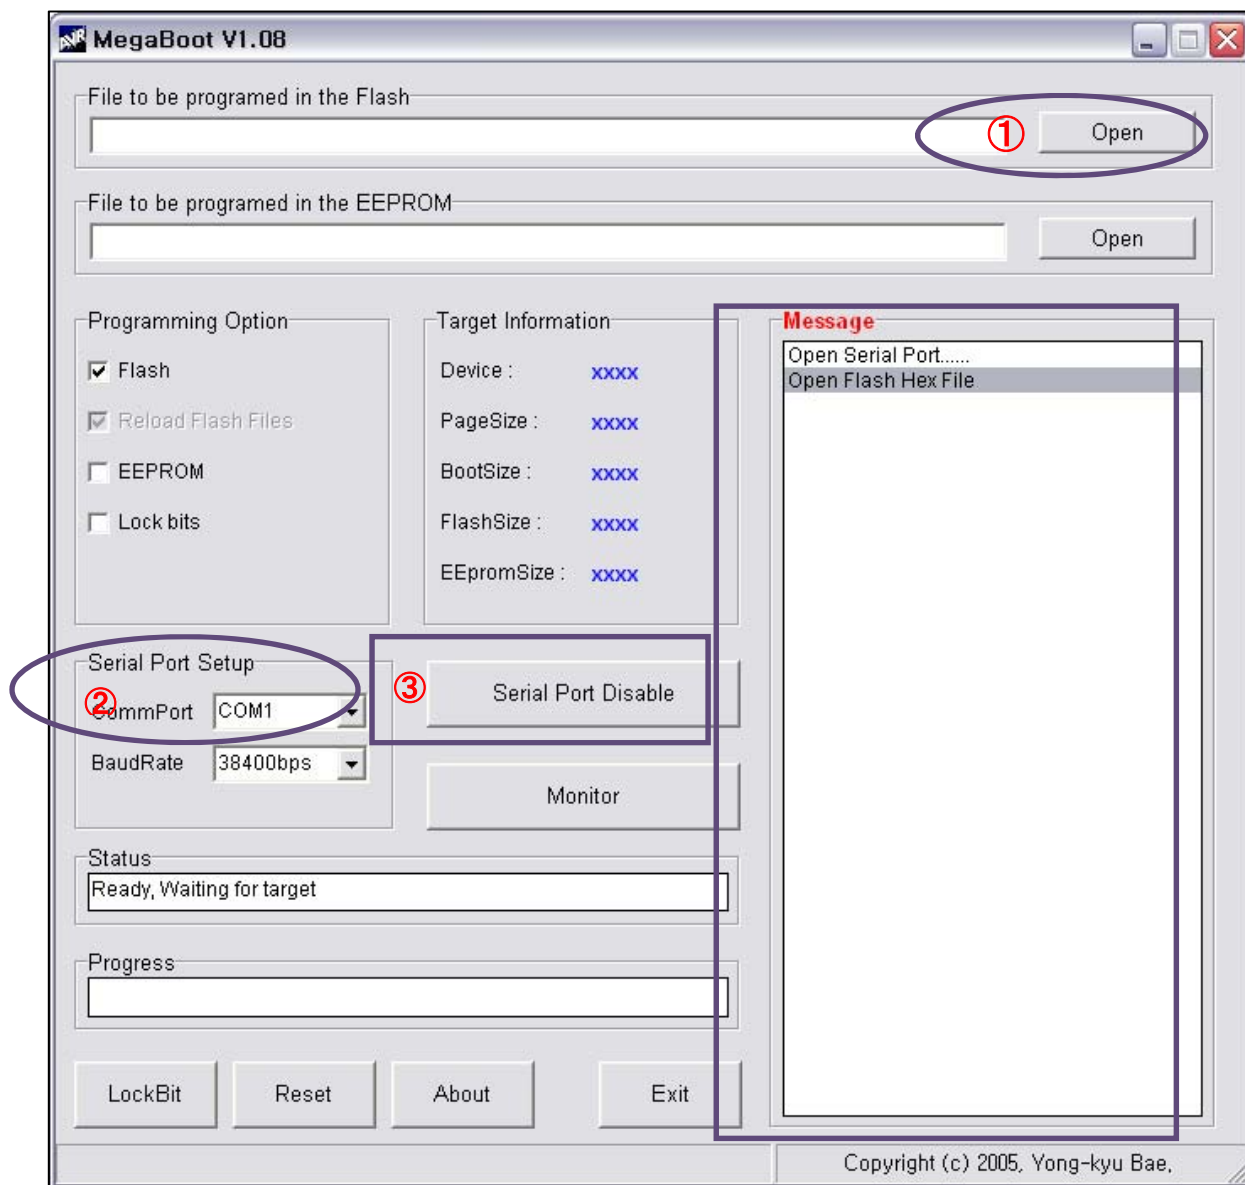 MegaBoot V1.08
File to be programed in the Flash
① Open
File to be programed in the EEPROM
Open
Programming Option
Flash
Reload Flash Files
EEPROM
Lock bits
Target Information
Device : xxxx
PageSize : xxxx
BootSize : xxxx
FlashSize : xxxx
EEpromSize : xxxx
Message
Open Serial Port......
Open Flash Hex File
Serial Port Setup
②
CommPort COM1
BaudRate 38400bps
③ Serial Port Disable
Monitor
Status
Ready, Waiting for target
Progress
LockBit Reset About Exit
Copyright (c) 2005, Yong-kyu Bae,